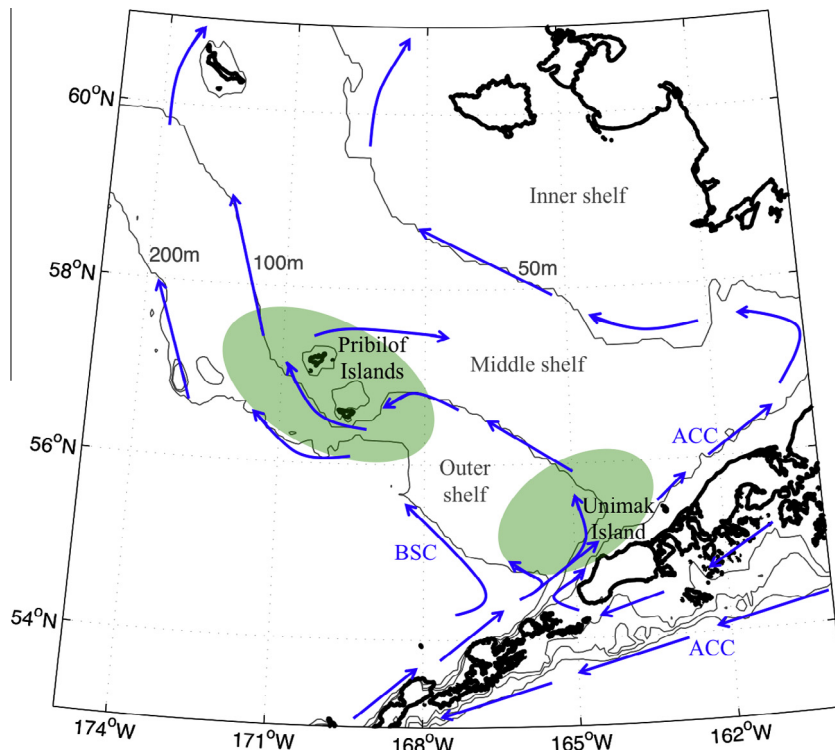 60°N
Inner shelf
200m
100m
50m
58°N
Pribilof
Islands
Middle shelf
56°N
ACC
Outer
shelf
Unimak
Island
BSC
54°N
ACC
174°W
171°W
168°W
165°W
162°W